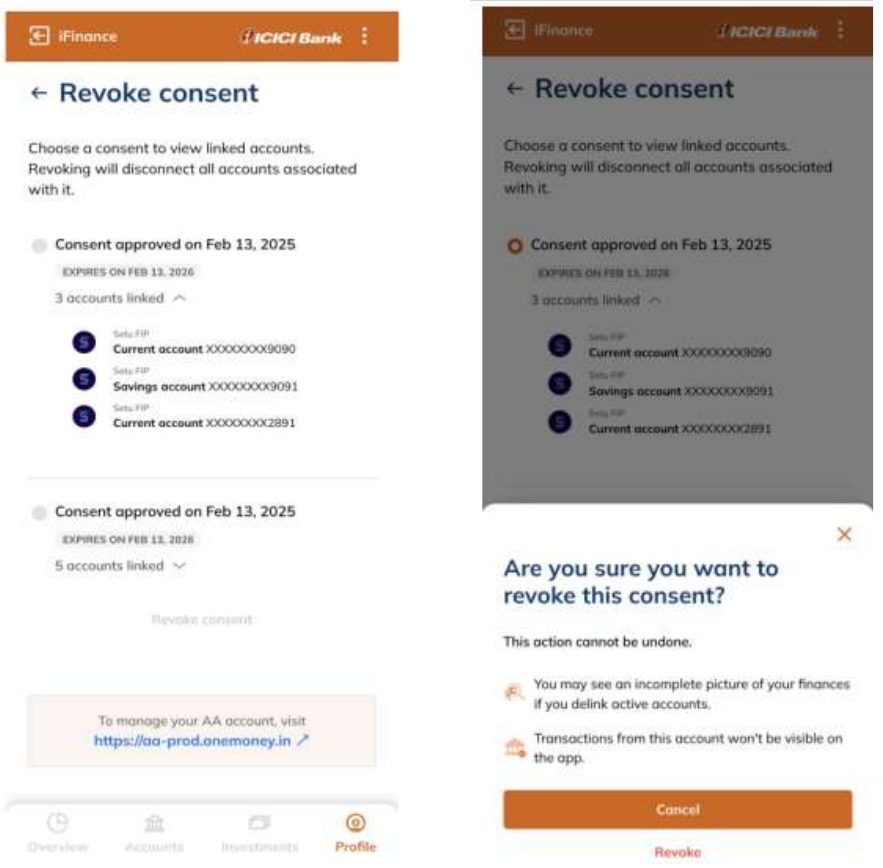 iFinance
ICICI Bank
← Revoke consent
Choose a consent to view linked accounts.
Revoking will disconnect all accounts associated
with it.
Consent approved on Feb 13, 2025
EXPIRES ON FEB 13, 2026
3 accounts linked
Setu FIP
Current account XXXXXXXX9090
Setu FIP
Savings account XXXXXXXX9091
Setu FIP
Current account XXXXXXXX2891
Consent approved on Feb 13, 2025
EXPIRES ON FEB 13, 2026
5 accounts linked
Revoke consent
To manage your AA account, visit
https://aa-prod.onemoney.in ↗
Overview
Accounts
Investments
Profile
iFinance
ICICI Bank
← Revoke consent
Choose a consent to view linked accounts.
Revoking will disconnect all accounts associated
with it.
Consent approved on Feb 13, 2025
EXPIRES ON FEB 13, 2026
3 accounts linked
Setu FIP
Current account XXXXXXXX9090
Setu FIP
Savings account XXXXXXXX9091
Setu FIP
Current account XXXXXXXX2891
Are you sure you want to
revoke this consent?
This action cannot be undone.
You may see an incomplete picture of your finances
if you delink active accounts.
Transactions from this account won't be visible on
the app.
Cancel
Revoke